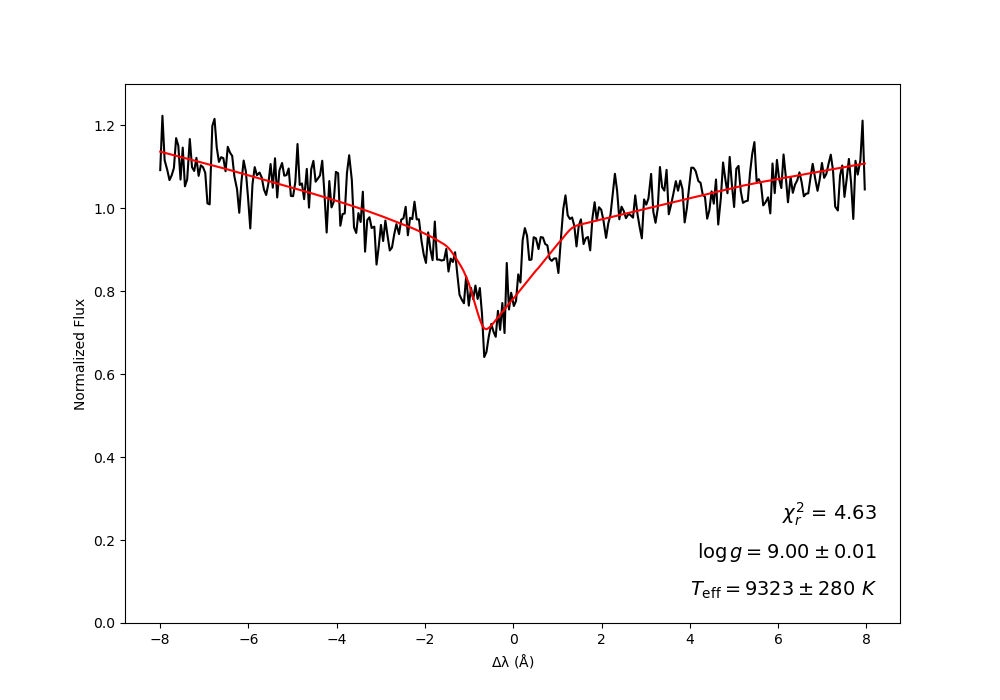 1.2
1.0
0.8
0.6
0.4
0.2
0.0
Normalized Flux
χ²ᵣ = 4.63
log g = 9.00 ± 0.01
T_eff = 9323 ± 280 K
−8 −6 −4 −2 0 2 4 6 8
Δλ (Å)